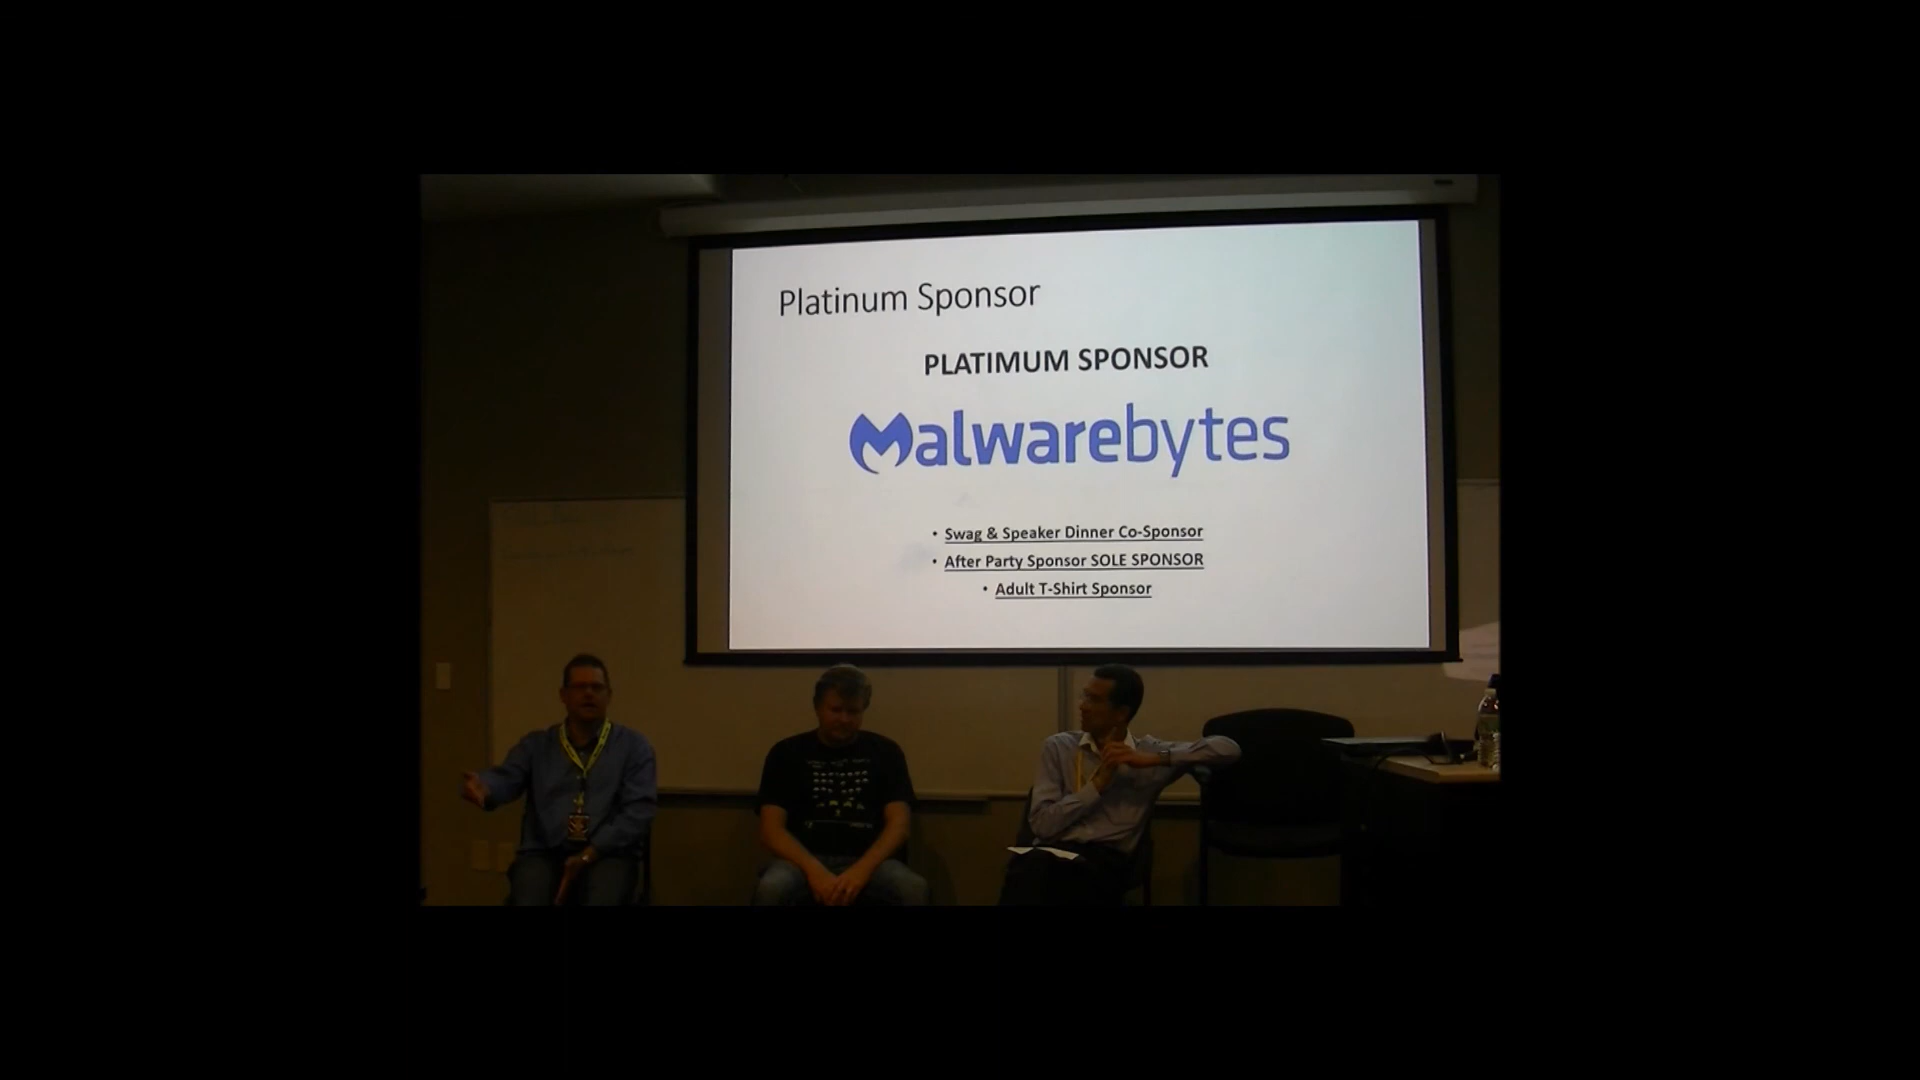 Platinum Sponsor
PLATIMUM SPONSOR
Malwarebytes
• Swag & Speaker Dinner Co-Sponsor
• After Party Sponsor SOLE SPONSOR
• Adult T-Shirt Sponsor